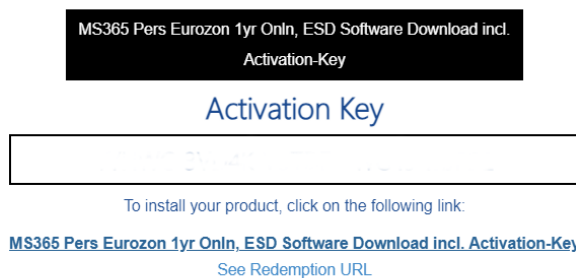 MS365 Pers Eurozon 1yr Onln, ESD Software Download incl.
Activation-Key
Activation Key
To install your product, click on the following link:
MS365 Pers Eurozon 1yr Onln, ESD Software Download incl. Activation-Key
See Redemption URL